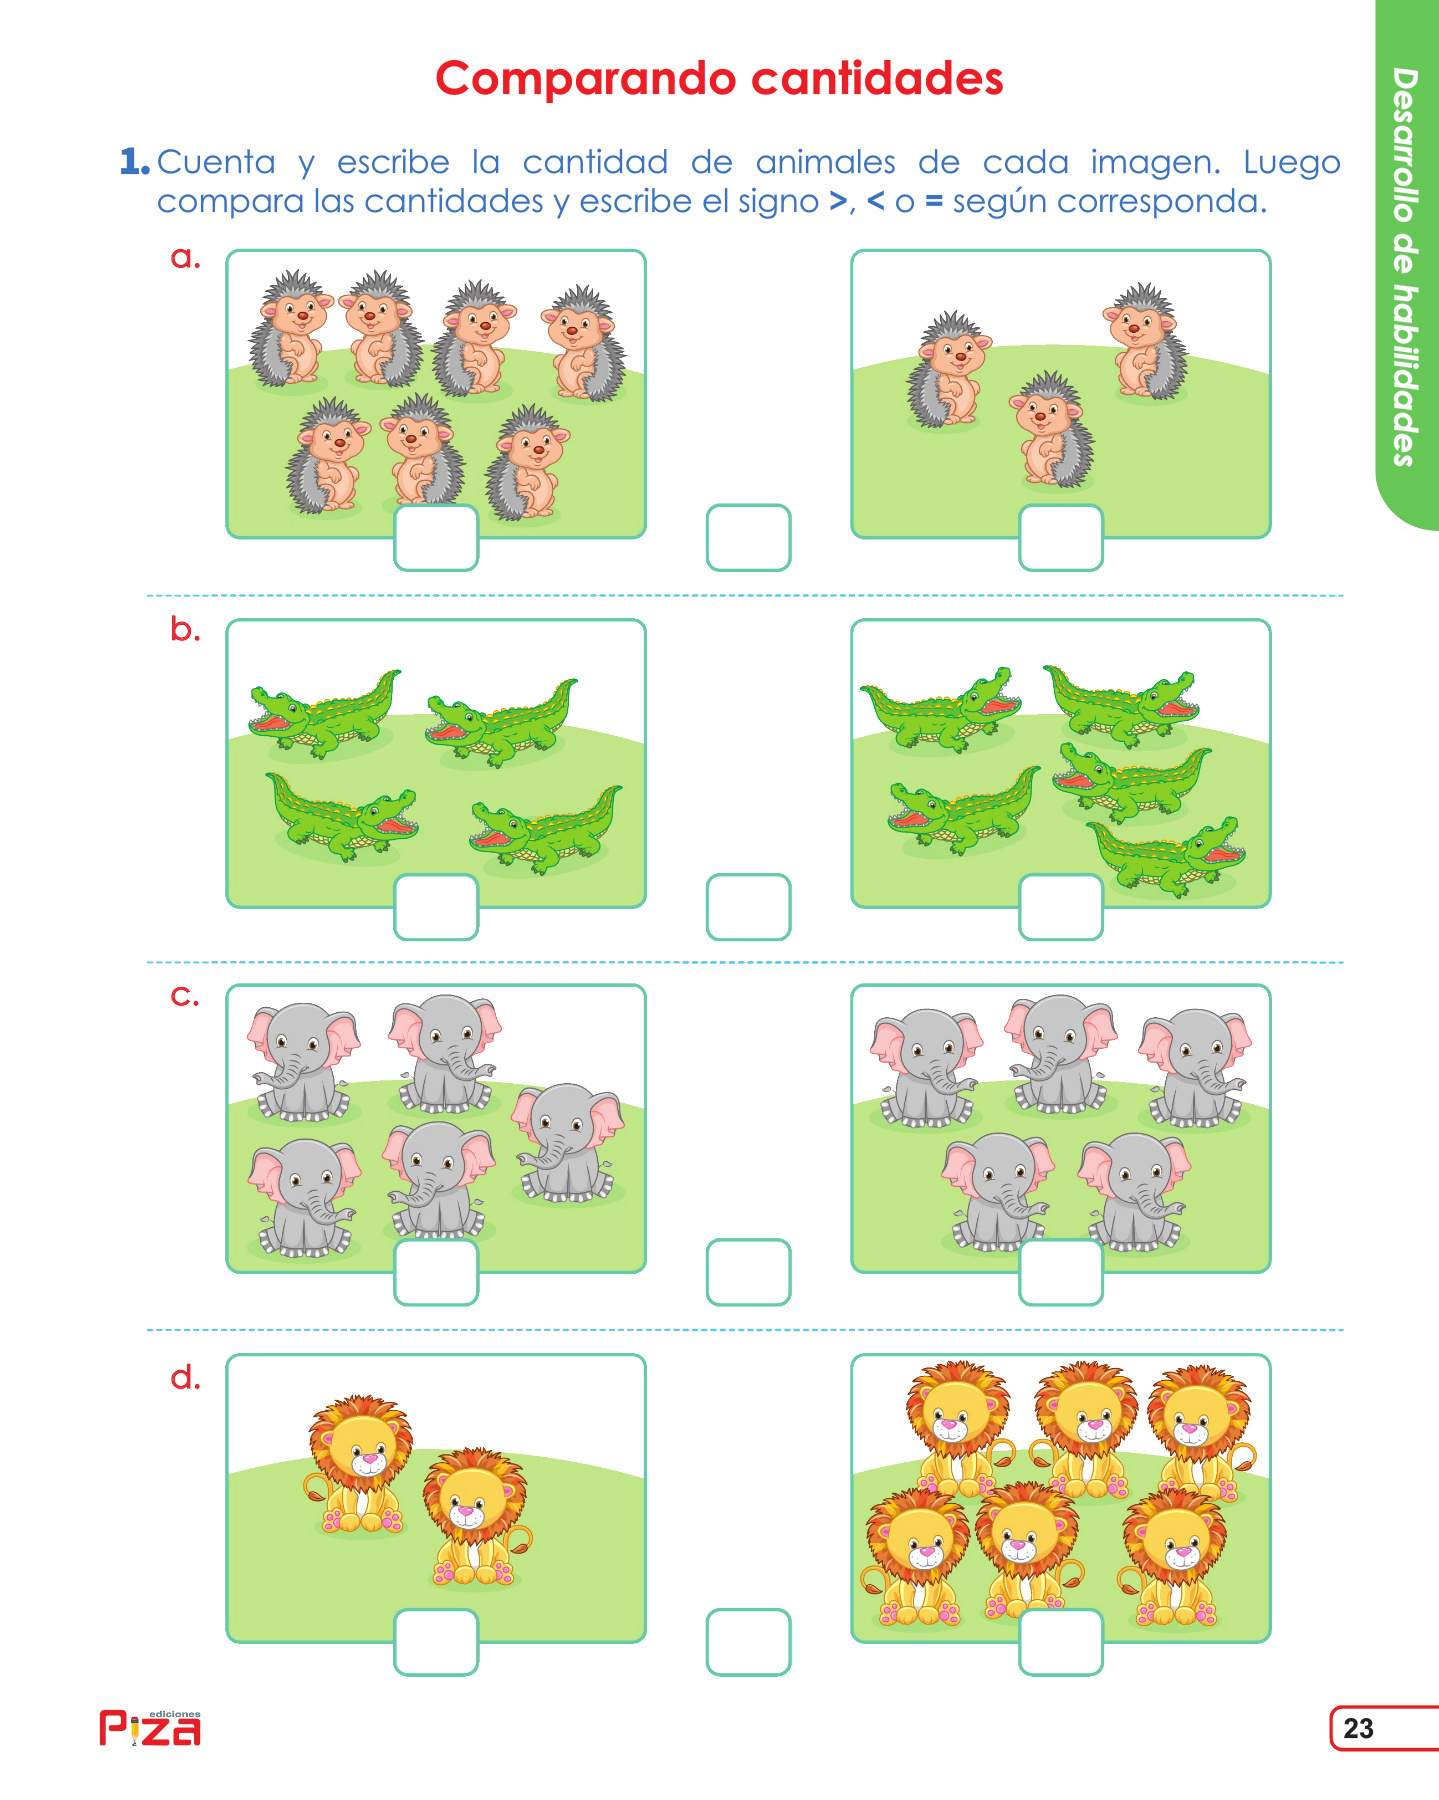 Comparando cantidades
Desarrollo de habilidades
1. Cuenta y escribe la cantidad de animales de cada imagen. Luego
compara las cantidades y escribe el signo >, < o = según corresponda.
a.
b.
c.
d.
ediciones
Piza
23